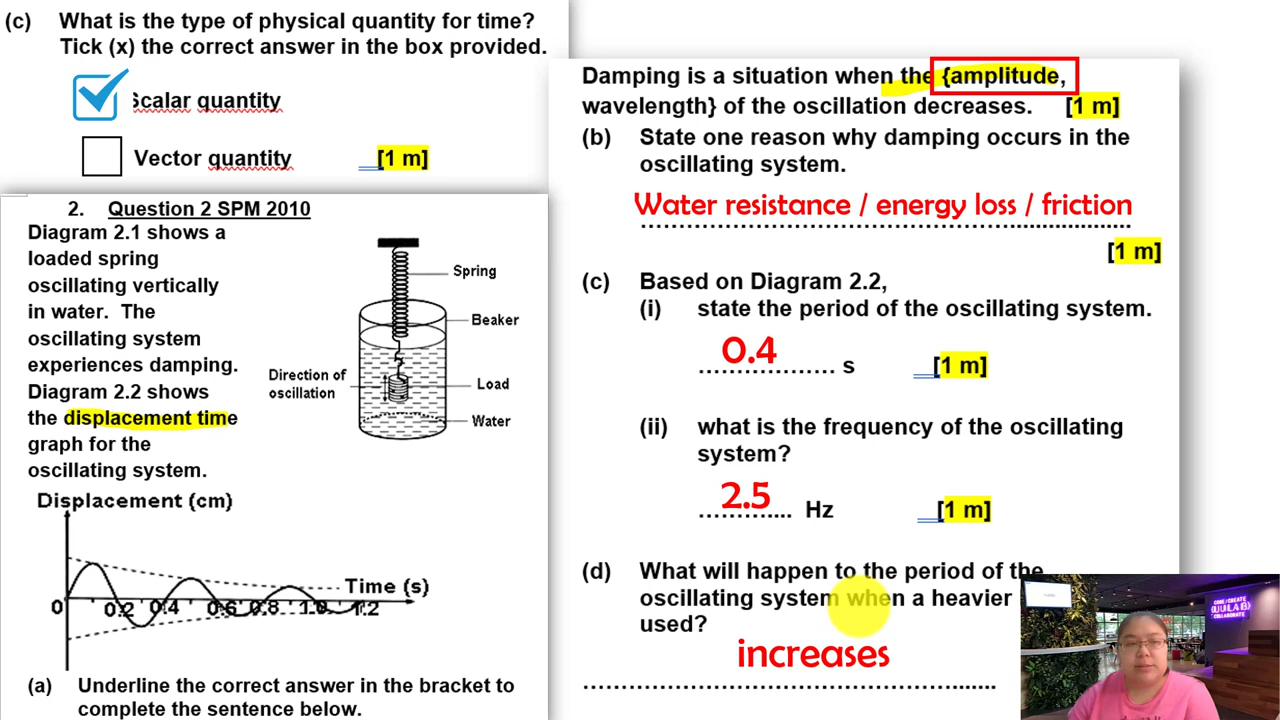 (c) What is the type of physical quantity for time?
Tick (x) the correct answer in the box provided.
Scalar quantity
Vector quantity [1 m]
2. Question 2 SPM 2010
Diagram 2.1 shows a
loaded spring
oscillating vertically
in water. The
oscillating system
experiences damping.
Diagram 2.2 shows
the displacement time
graph for the
oscillating system.
Spring
Beaker
Direction of
oscillation
Load
Water
Displacement (cm)
Time (s)
0 0.2 0.4 0.6 0.8 1.0 1.2
(a) Underline the correct answer in the bracket to
complete the sentence below.
Damping is a situation when the {amplitude,
wavelength} of the oscillation decreases. [1 m]
(b) State one reason why damping occurs in the
oscillating system.
Water resistance / energy loss / friction
[1 m]
(c) Based on Diagram 2.2,
(i) state the period of the oscillating system.
0.4
.................. s [1 m]
(ii) what is the frequency of the oscillating
system?
2.5
............ Hz [1 m]
(d) What will happen to the period of the
oscillating system when a heavier
used?
increases
CODE / CREATE
COLLABORATE